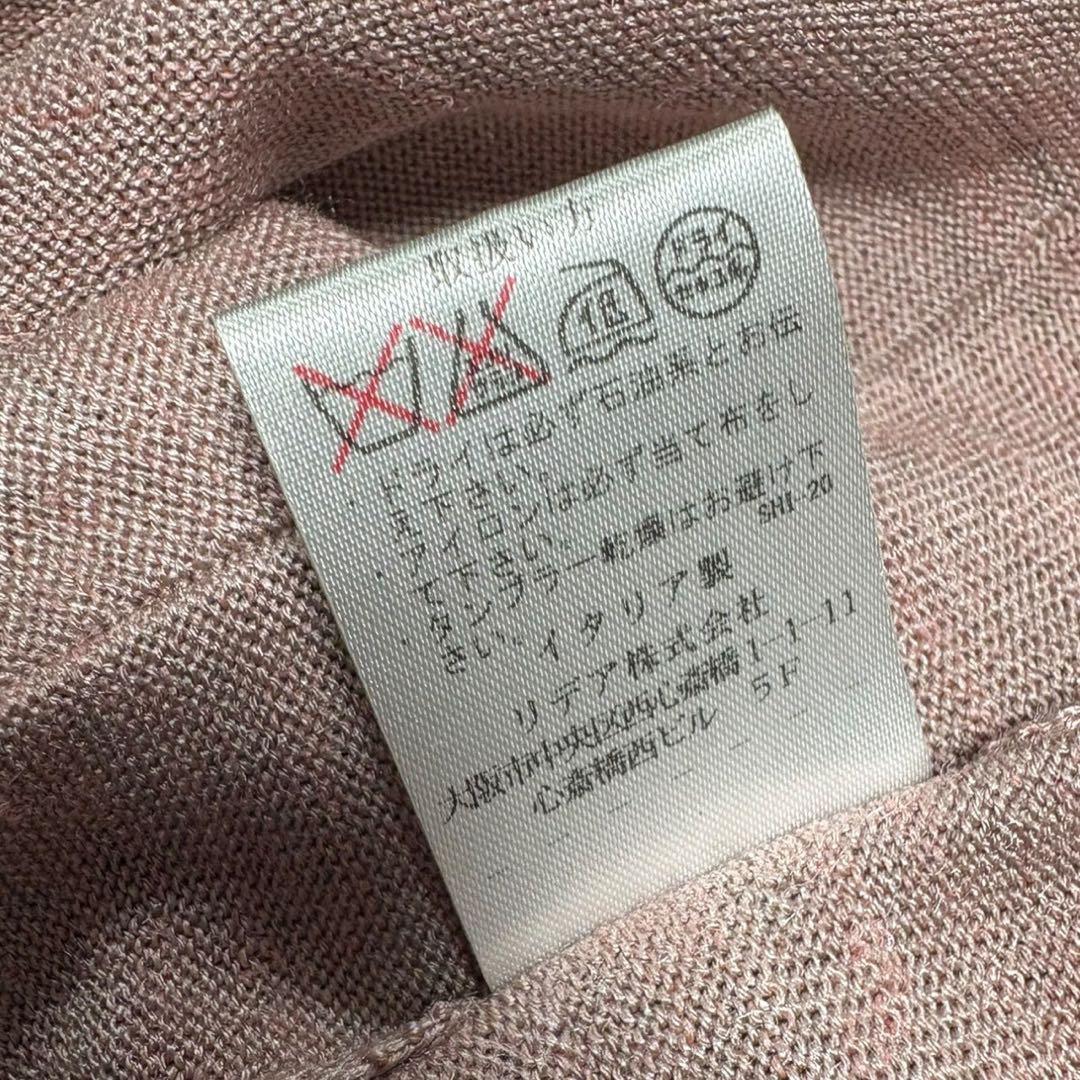 取扱い方
低
ドライ
セキユ系
・ドライは必ず石油系とお伝
え下さい。
・アイロンは必ず当て布をし
て下さい。
・タンブラー乾燥はお避け下
さい。
SHI-20
イタリア製
リデア株式会社
大阪市中央区西心斎橋1-1-11
心斎橋西ビル 5F